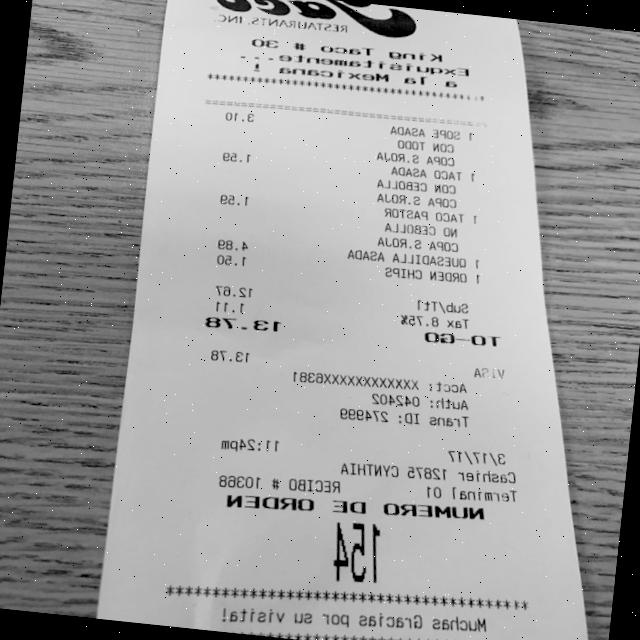 RESTAURANTS, INC.
King Taco # 30
Exquisitamente...
a la Mexicana !
****************************************
========================================
1 SOPE ASADA 3.10
CON TODO
COPA S.ROJA
1 TACO ASADA 1.59
CON CEBOLLA
COPA S.ROJA
1 TACO PASTOR 1.59
NO CEBOLLA
COPA S.ROJA
1 QUESADILLA ASADA 4.89
1 ORDEN CHIPS 1.50
Sub/Ttl 12.67
Tax 8.75% 1.11
TO-GO 13.78
VISA 13.78
Acct: XXXXXXXXXXXX6381
Auth: 042402
Trans ID: 274999
3/17/17 11:24pm
Cashier 12875 CYNTHIA
Terminal 01 RECIBO # 10368
NUMERO DE ORDEN
154
****************************************
Muchas Gracias por su visita!